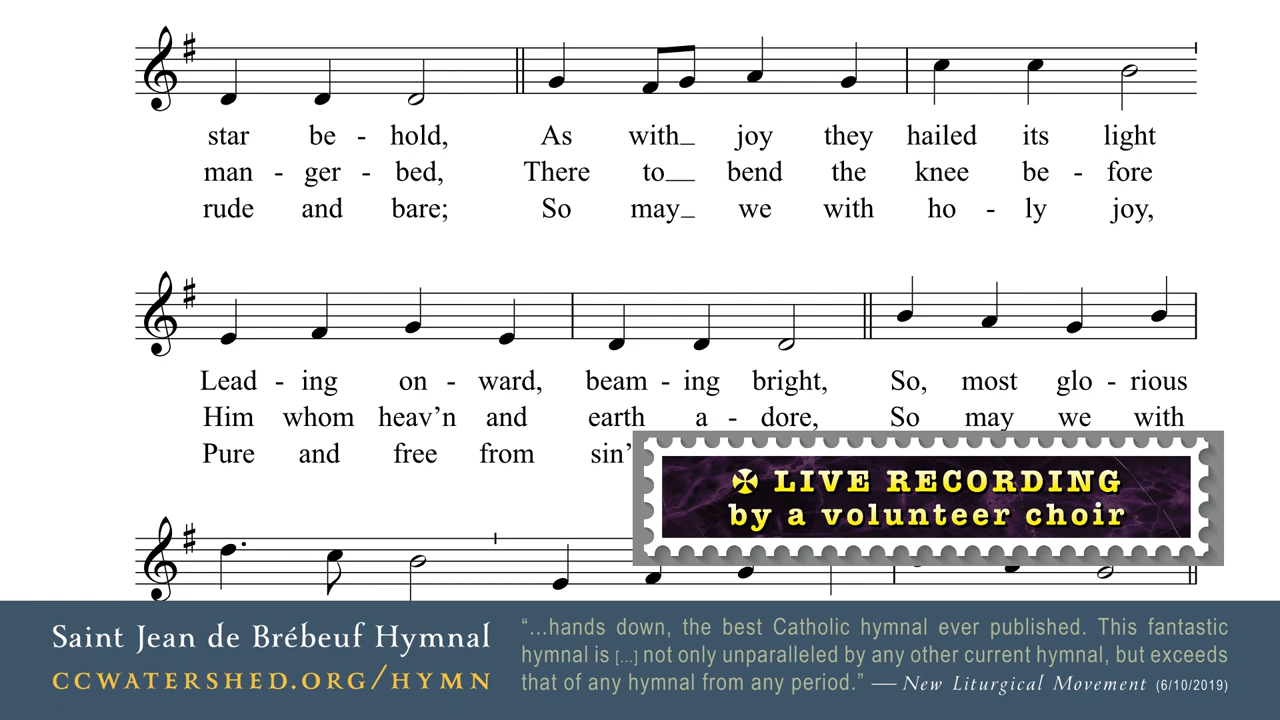 star be - hold, As with_ joy they hailed its light
man - ger - bed, There to__ bend the knee be - fore
rude and bare; So may_ we with ho - ly joy,
Lead - ing on - ward, beam - ing bright, So, most glo - rious
Him whom heav’n and earth a - dore, So may we with
Pure and free from sin’
✠ LIVE RECORDING
by a volunteer choir
Saint Jean de Brébeuf Hymnal
CCWATERSHED.ORG/HYMN
“...hands down, the best Catholic hymnal ever published. This fantastic
hymnal is [...] not only unparalleled by any other current hymnal, but exceeds
that of any hymnal from any period.” — New Liturgical Movement (6/10/2019)